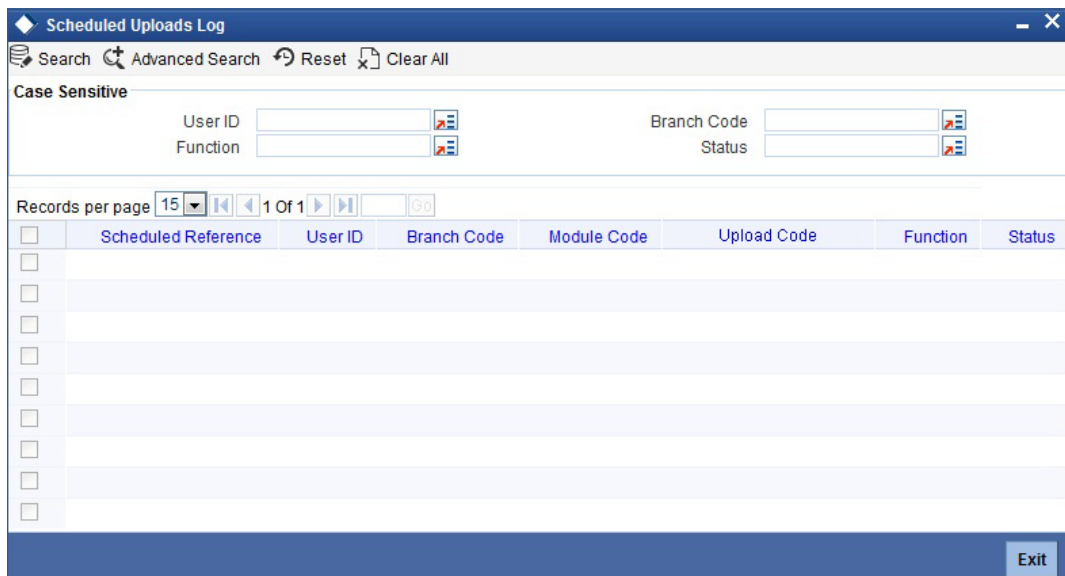 Scheduled Uploads Log
Search Advanced Search Reset Clear All
Case Sensitive
User ID Branch Code
Function Status
Records per page 15 1 Of 1 Go
Scheduled Reference User ID Branch Code Module Code Upload Code Function Status
Exit